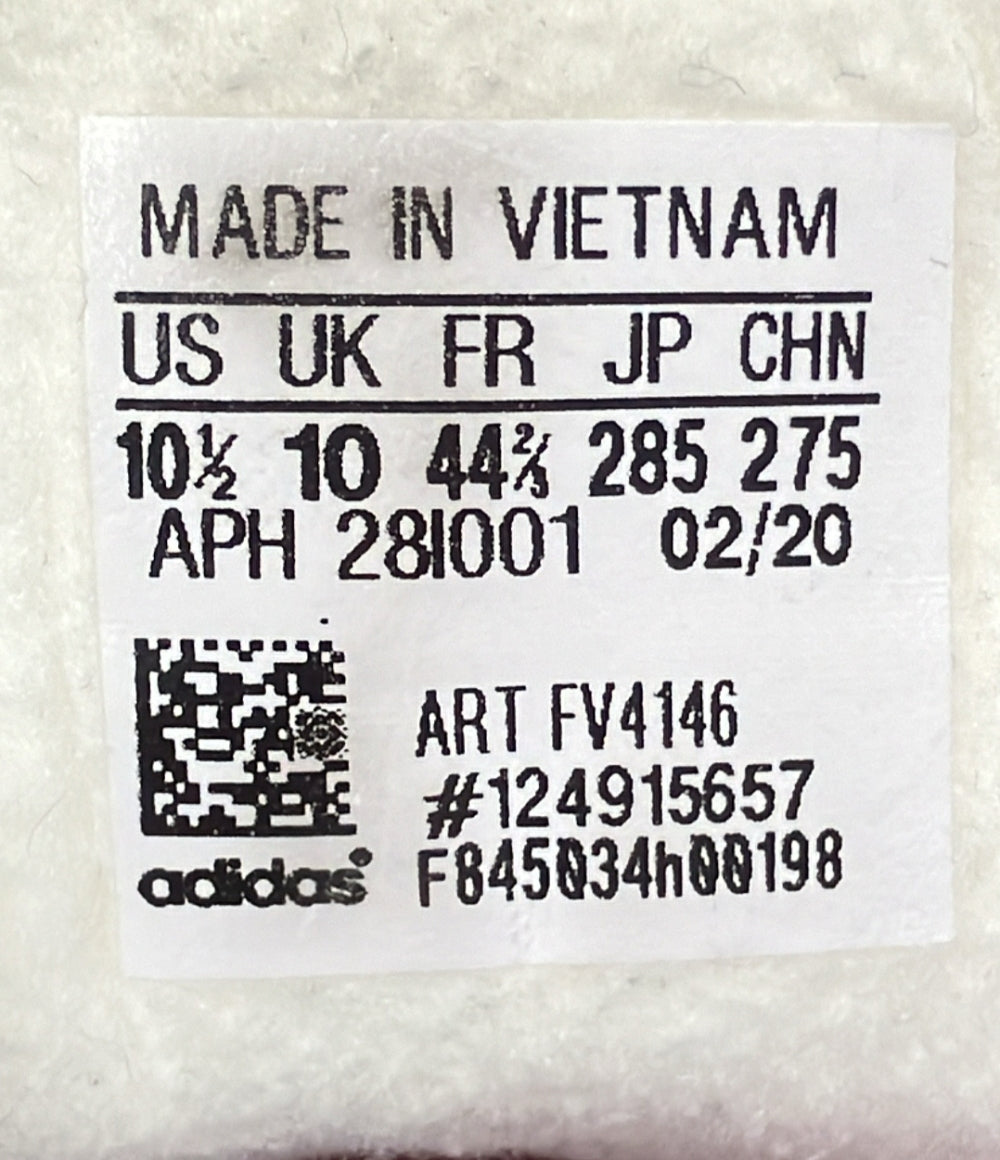 MADE IN VIETNAM
US UK FR JP CHN
10½ 10 44⅔ 285 275
APH 28I001 02/20
ART FV4146
#124915657
F845034h00198
adidas